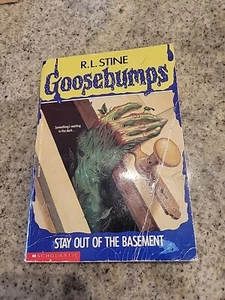 R.L. STINE
Goosebumps
Something's waiting
in the dark...
STAY OUT OF THE BASEMENT
SCHOLASTIC